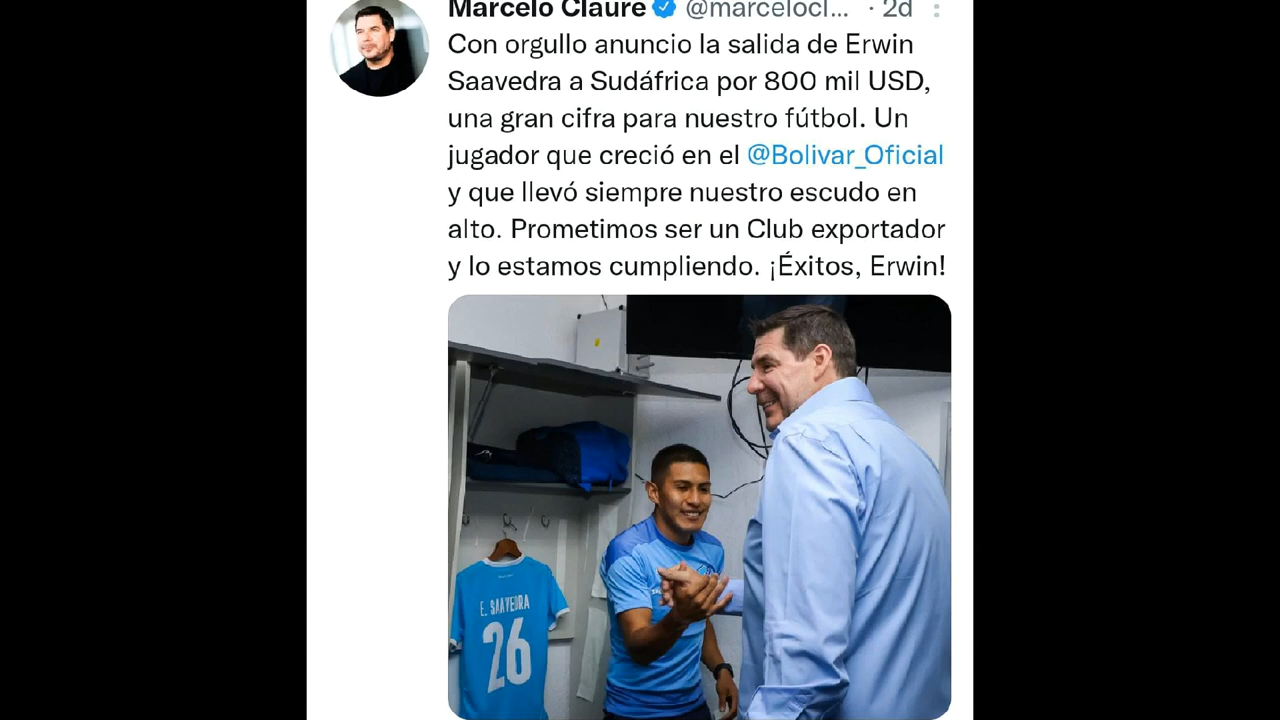 Marcelo Claure @marcelocl... · 2d
Con orgullo anuncio la salida de Erwin
Saavedra a Sudáfrica por 800 mil USD,
una gran cifra para nuestro fútbol. Un
jugador que creció en el @Bolivar_Oficial
y que llevó siempre nuestro escudo en
alto. Prometimos ser un Club exportador
y lo estamos cumpliendo. ¡Éxitos, Erwin!
E. SAAVEDRA
26